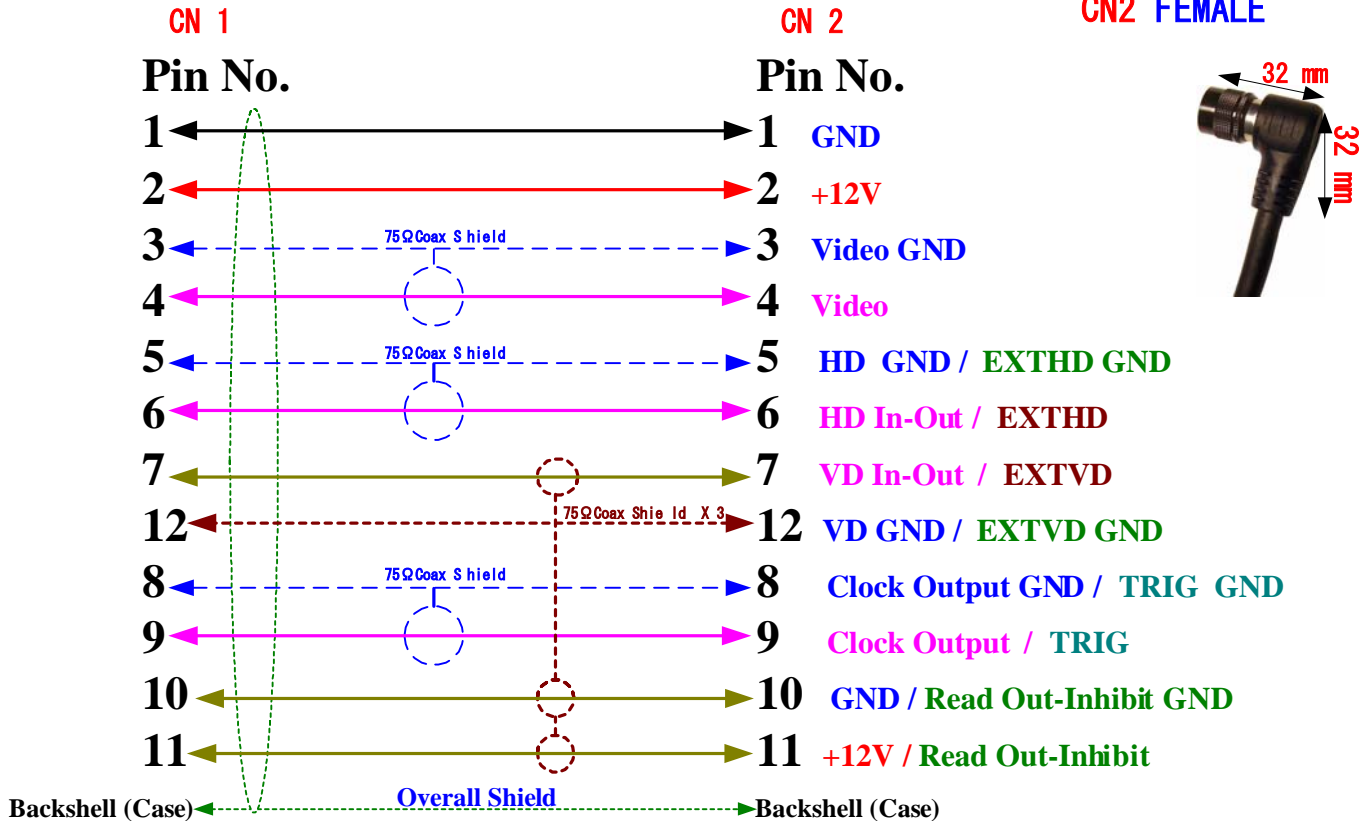 CN 1 CN 2 CN2 FEMALE
Pin No. Pin No. 32 mm
32 mm
1 1 GND
2 2 +12V
75ΩCoax Shield
3 3 Video GND
4 4 Video
75ΩCoax Shield
5 5 HD GND / EXTHD GND
6 6 HD In-Out / EXTHD
7 7 VD In-Out / EXTVD
75ΩCoax Shield X 3
12 12 VD GND / EXTVD GND
75ΩCoax Shield
8 8 Clock Output GND / TRIG GND
9 9 Clock Output / TRIG
10 10 GND / Read Out-Inhibit GND
11 11 +12V / Read Out-Inhibit
Overall Shield
Backshell (Case) Backshell (Case)